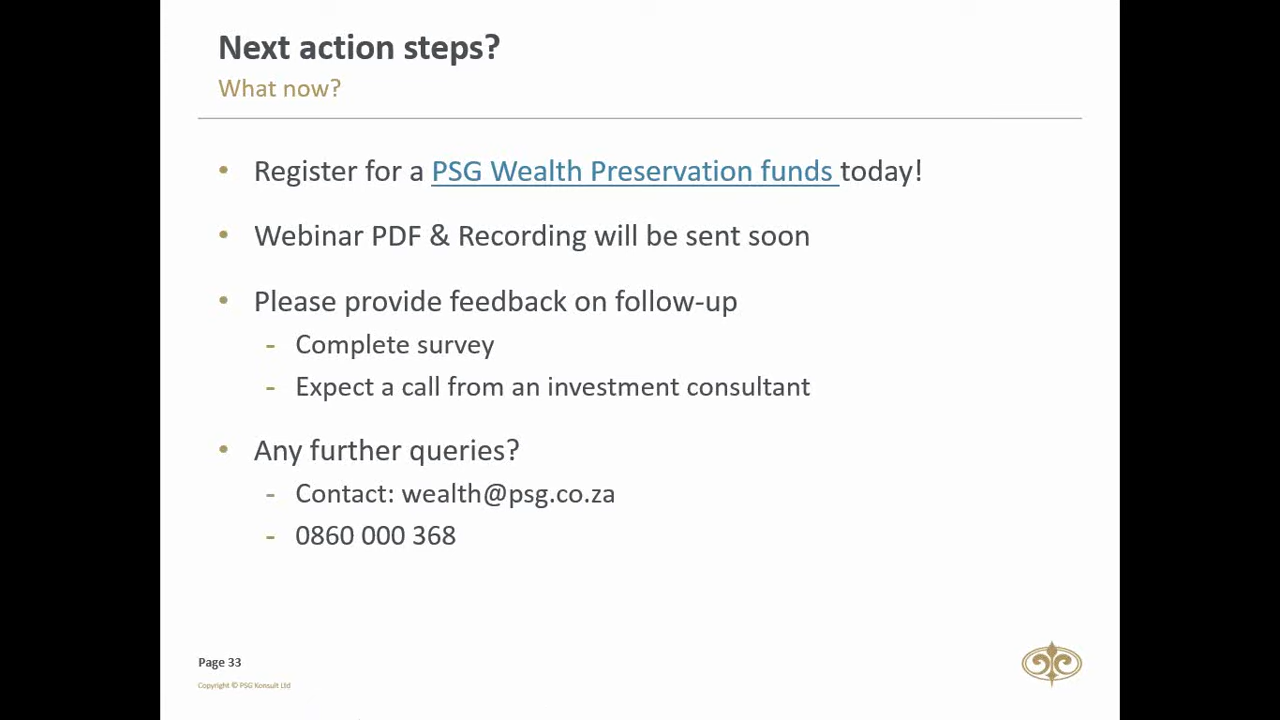 Next action steps?
What now?
• Register for a PSG Wealth Preservation funds today!
• Webinar PDF & Recording will be sent soon
• Please provide feedback on follow-up
- Complete survey
- Expect a call from an investment consultant
• Any further queries?
- Contact: wealth@psg.co.za
- 0860 000 368
Page 33
Copyright © PSG Konsult Ltd